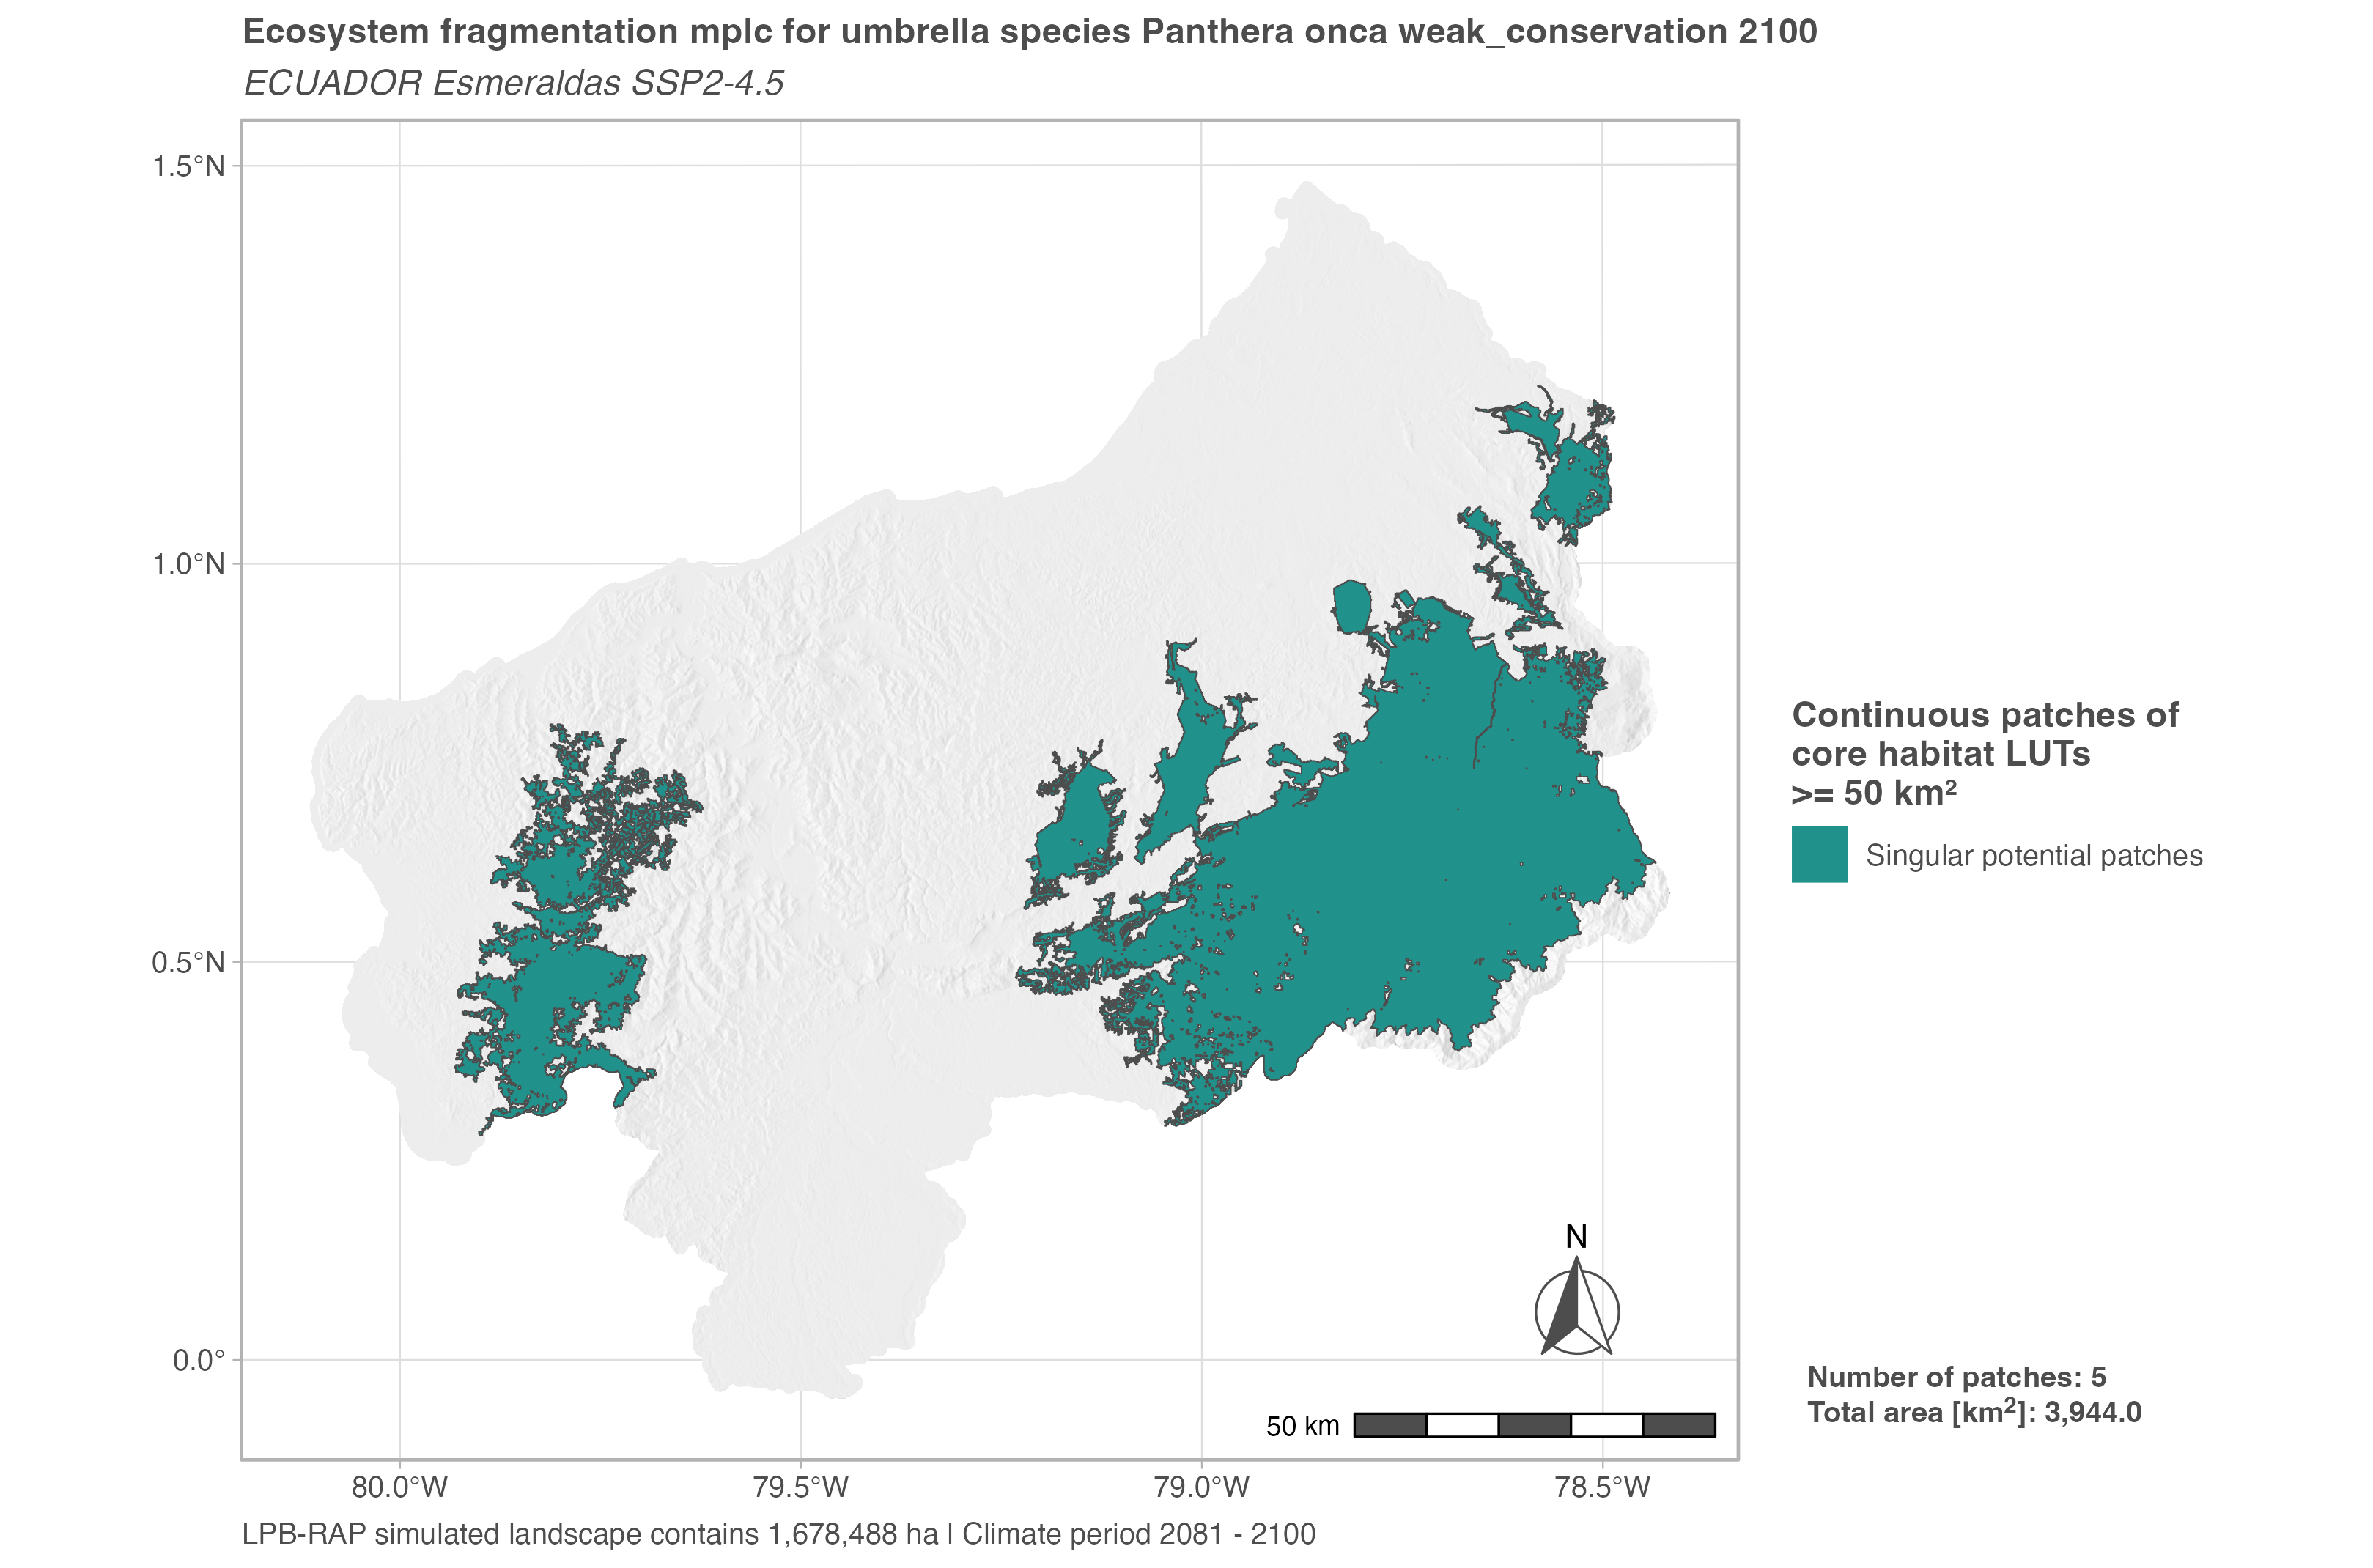 Ecosystem fragmentation mplc for umbrella species Panthera onca weak_conservation 2100
ECUADOR Esmeraldas SSP2-4.5
1.5°N
1.0°N
0.5°N
0.0°
80.0°W
79.5°W
79.0°W
78.5°W
N
50 km
Continuous patches of
core habitat LUTs
>= 50 km²
Singular potential patches
Number of patches: 5
Total area [km²]: 3,944.0
LPB-RAP simulated landscape contains 1,678,488 ha | Climate period 2081 - 2100